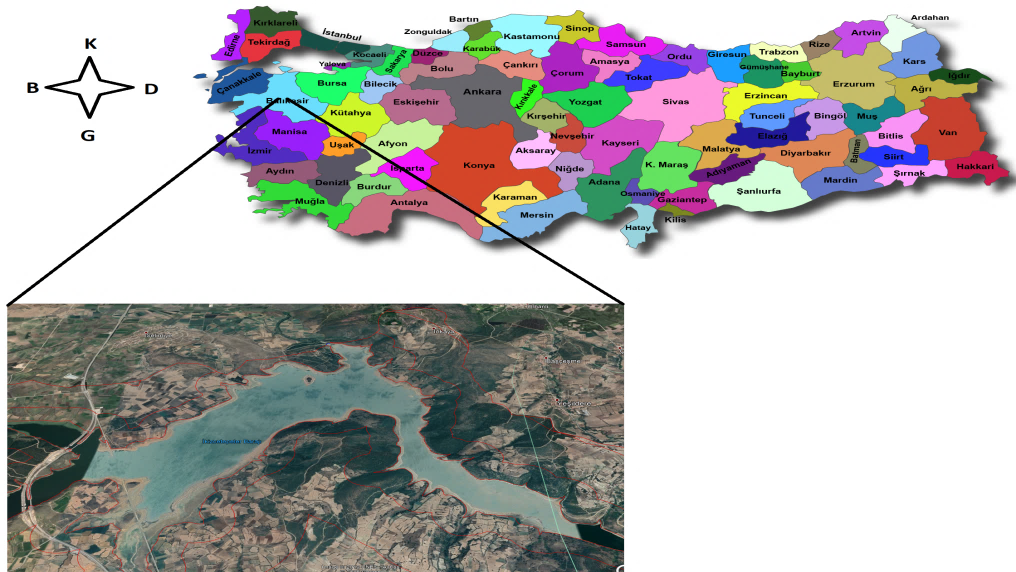 Ardahan
Bartın
Kırklareli
Zonguldak
Kastamonu
Sinop
Artvin
İstanbul
Edirne
Tekirdağ
K
Kocaeli
Sakarya
Düzce
Karabük
Samsun
Rize
Trabzon
Giresun
Ordu
Kars
Yalova
Bolu
Çankırı
Çorum
Amasya
Tokat
Gümüşhane
Bayburt
Erzurum
Iğdır
Ağrı
B
D
Çanakkale
Bursa
Bilecik
Ankara
Kırıkkale
Yozgat
Sivas
Erzincan
Balıkesir
Eskişehir
Kütahya
Kırşehir
Tunceli
Bingöl
Muş
G
Manisa
Uşak
Afyon
Nevşehir
Kayseri
Malatya
Elazığ
Bitlis
Van
İzmir
Aksaray
Diyarbakır
Batman
Siirt
Aydın
Isparta
Konya
Niğde
K. Maraş
Adıyaman
Hakkari
Denizli
Burdur
Adana
Osmaniye
Şanlıurfa
Mardin
Şırnak
Muğla
Antalya
Karaman
Mersin
Gaziantep
Hatay
Kilis